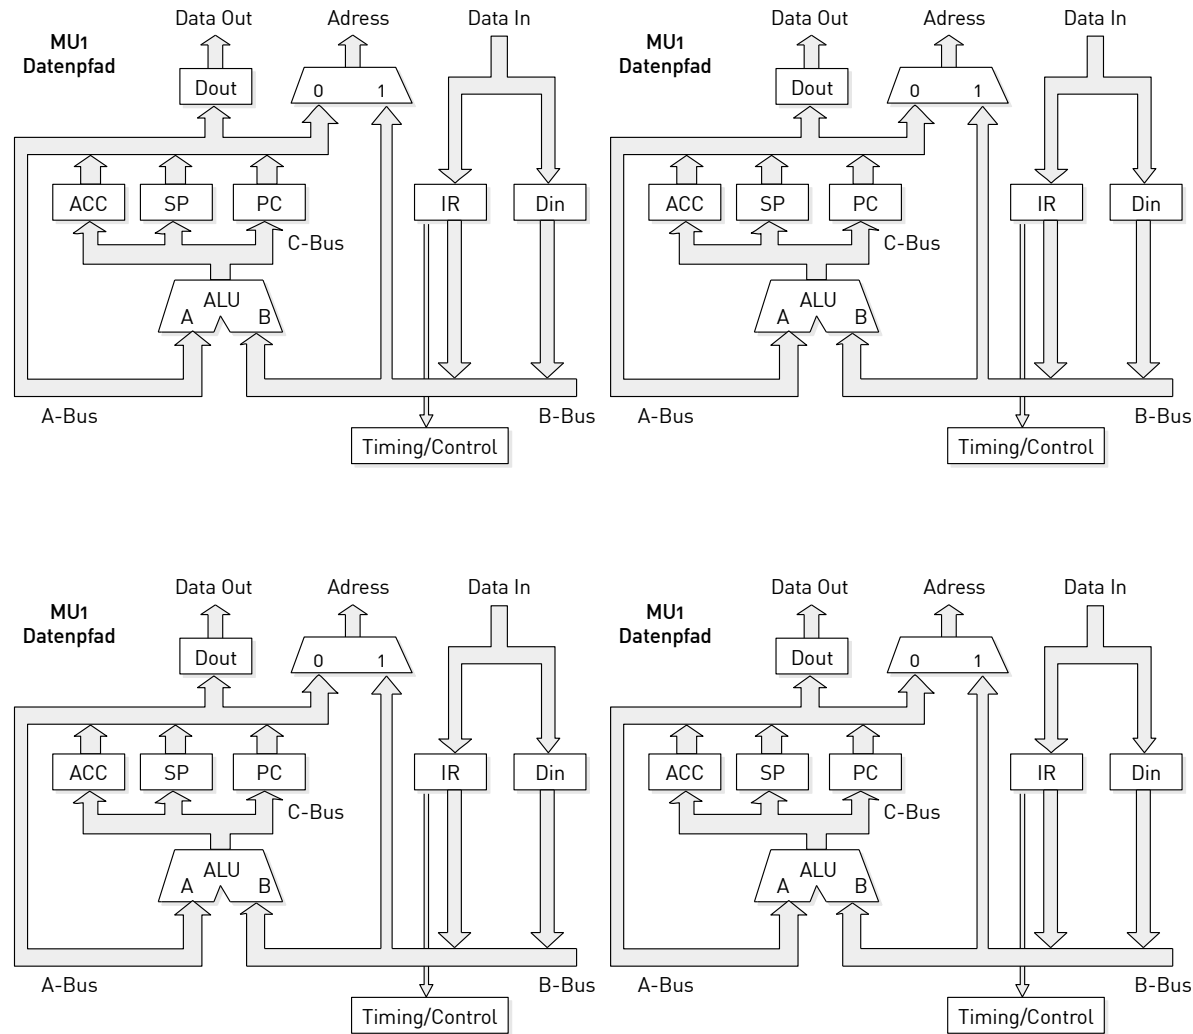 Data Out Adress Data In Data Out Adress Data In
MU1 MU1
Datenpfad Datenpfad
Dout 0 1 Dout 0 1
ACC SP PC IR Din ACC SP PC IR Din
C-Bus C-Bus
ALU ALU
A B A B
A-Bus B-Bus A-Bus B-Bus
Timing/Control Timing/Control
Data Out Adress Data In Data Out Adress Data In
MU1 MU1
Datenpfad Datenpfad
Dout 0 1 Dout 0 1
ACC SP PC IR Din ACC SP PC IR Din
C-Bus C-Bus
ALU ALU
A B A B
A-Bus B-Bus A-Bus B-Bus
Timing/Control Timing/Control